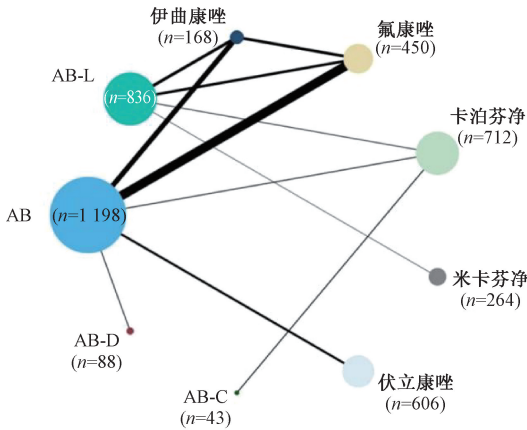 伊曲康唑
(n=168)
氟康唑
(n=450)
AB-L
(n=836)
卡泊芬净
(n=712)
AB
(n=1 198)
米卡芬净
(n=264)
AB-D
(n=88)
AB-C
(n=43)
伏立康唑
(n=606)